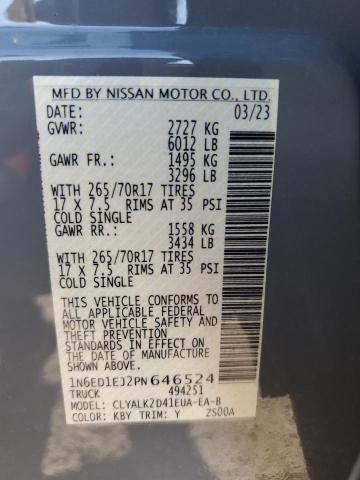 MFD BY NISSAN MOTOR CO., LTD.
DATE: 03/23
GVWR: 2727 KG
6012 LB
GAWR FR.: 1495 KG
3296 LB
WITH 265/70R17 TIRES
17 X 7.5 RIMS AT 35 PSI
COLD SINGLE
GAWR RR.: 1558 KG
3434 LB
WITH 265/70R17 TIRES
17 X 7.5 RIMS AT 35 PSI
COLD SINGLE
THIS VEHICLE CONFORMS TO
ALL APPLICABLE FEDERAL
MOTOR VEHICLE SAFETY AND
THEFT PREVENTION
STANDARDS IN EFFECT ON
THE DATE OF MANUFACTURE
SHOWN ABOVE.
1N6ED1EJ2PN646524
TRUCK 494251
MODEL: CLYALK2D41EUA-EA-B
COLOR: KBY TRIM: Y ZS00A